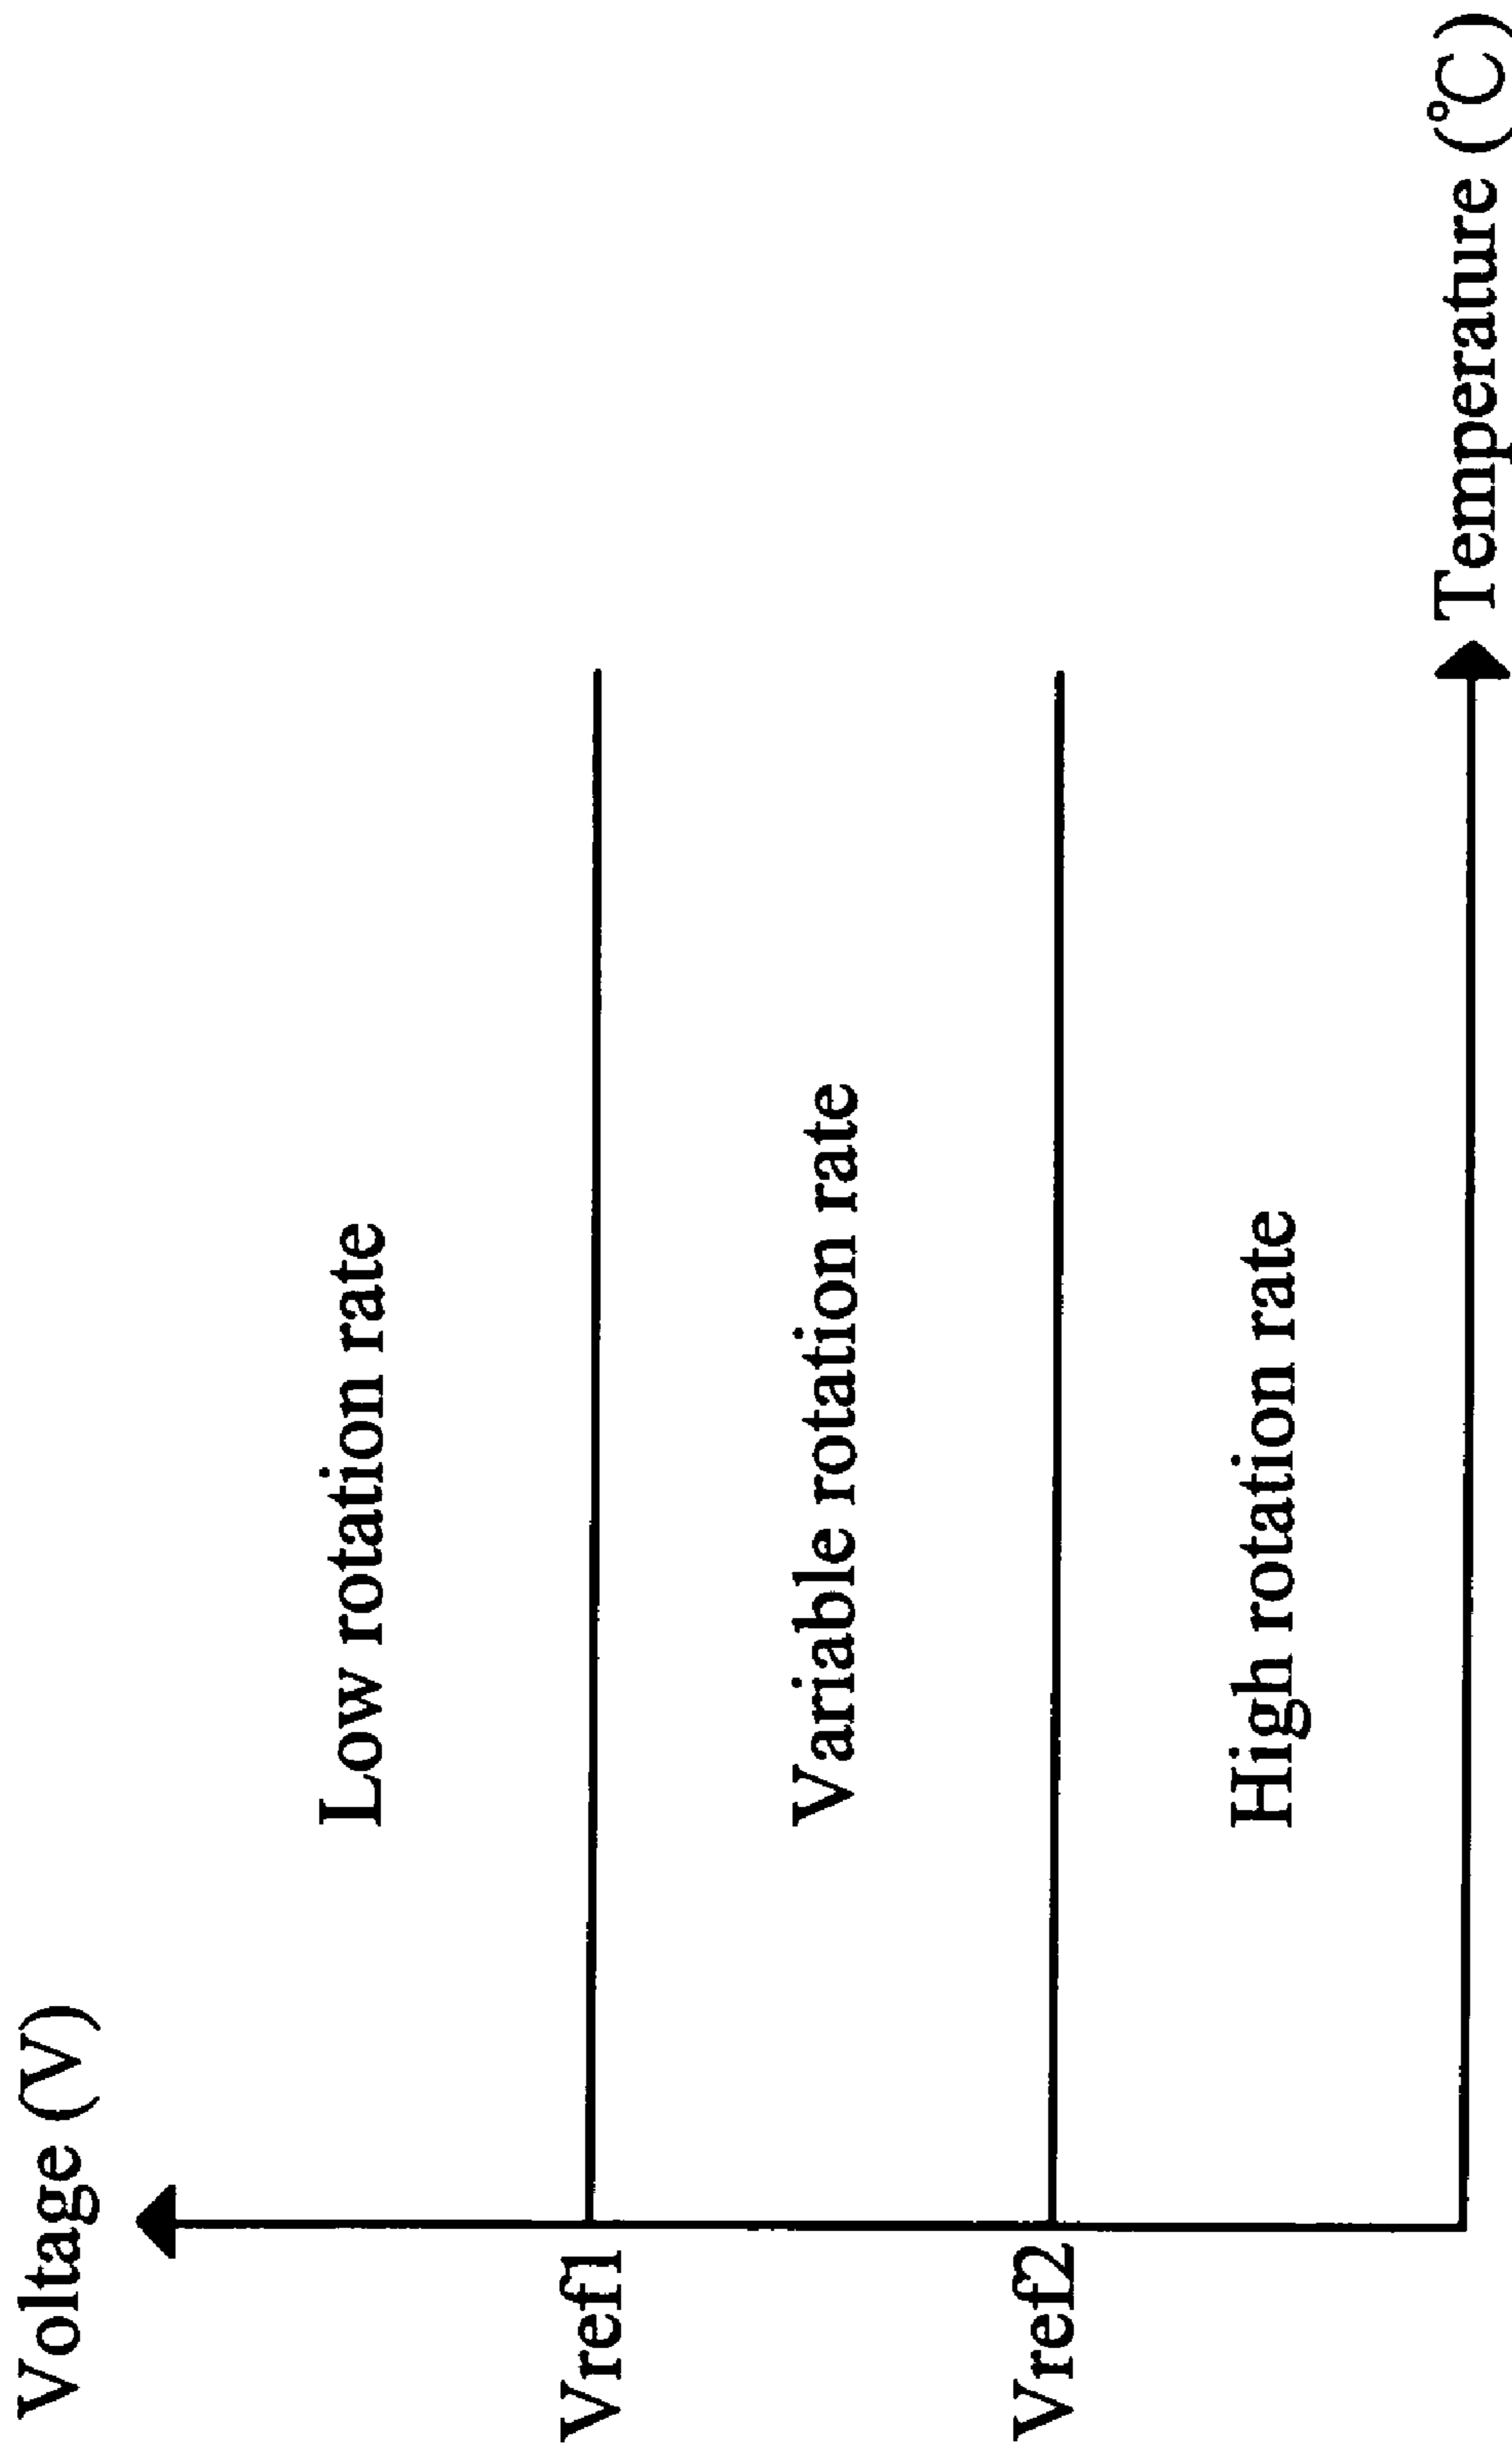 Voltage (V)
Low rotation rate
Vref1
Variable rotation rate
Vref2
High rotation rate
Temperature (℃)